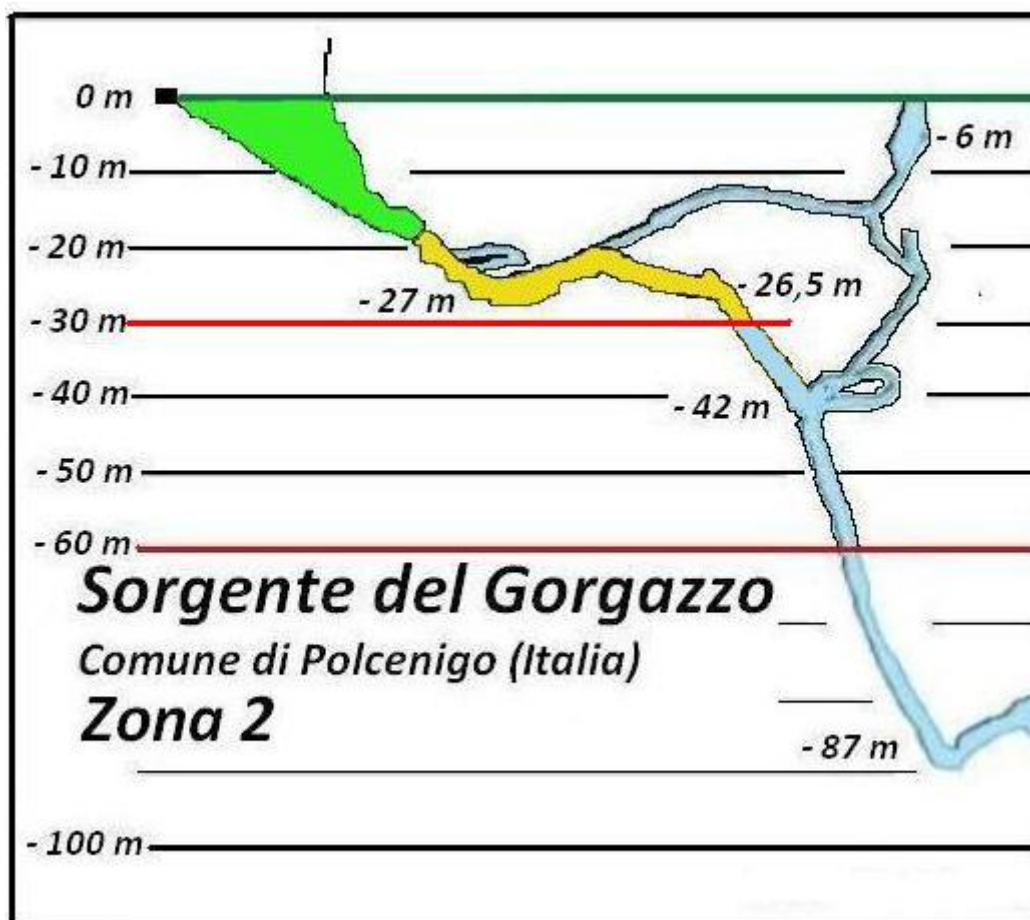 0 m
- 6 m
- 10 m
- 20 m
- 27 m
- 26,5 m
- 30 m
- 40 m
- 42 m
- 50 m
- 60 m
Sorgente del Gorgazzo
Comune di Polcenigo (Italia)
Zona 2
- 87 m
- 100 m